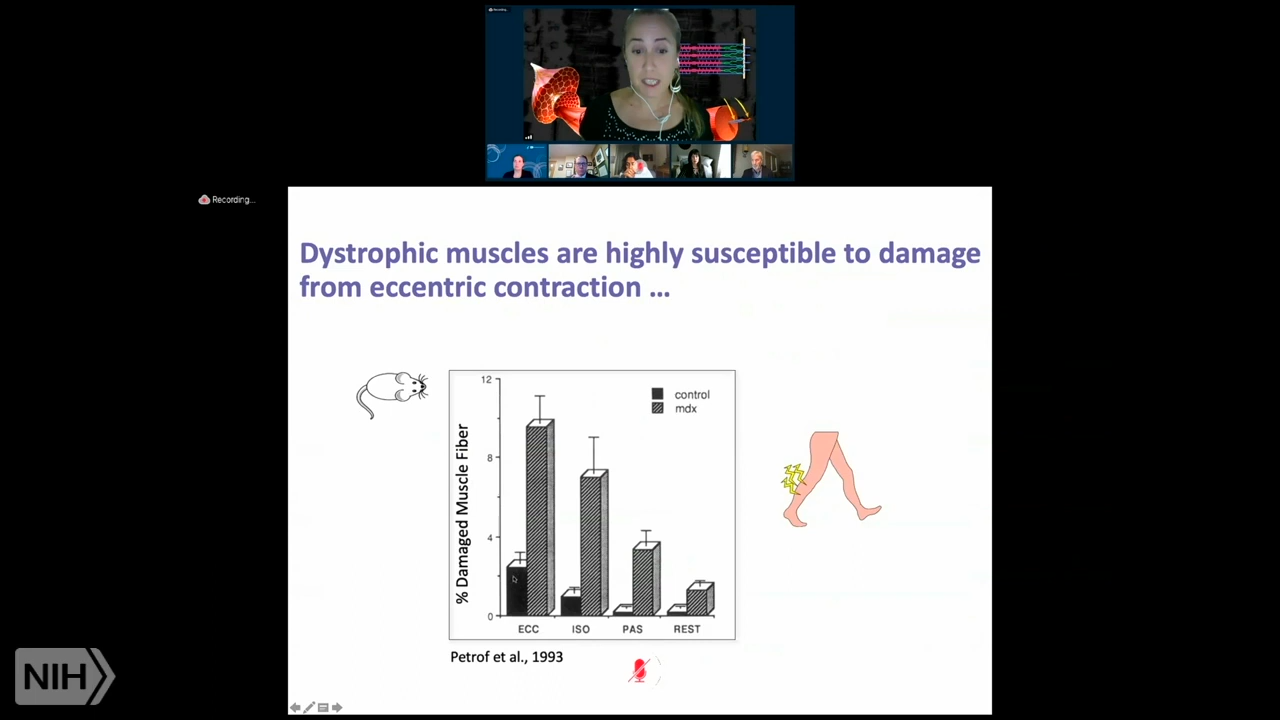 Recording...
Dystrophic muscles are highly susceptible to damage
from eccentric contraction ...
12
8
4
0
% Damaged Muscle Fiber
control
mdx
ECC ISO PAS REST
Petrof et al., 1993
NIH